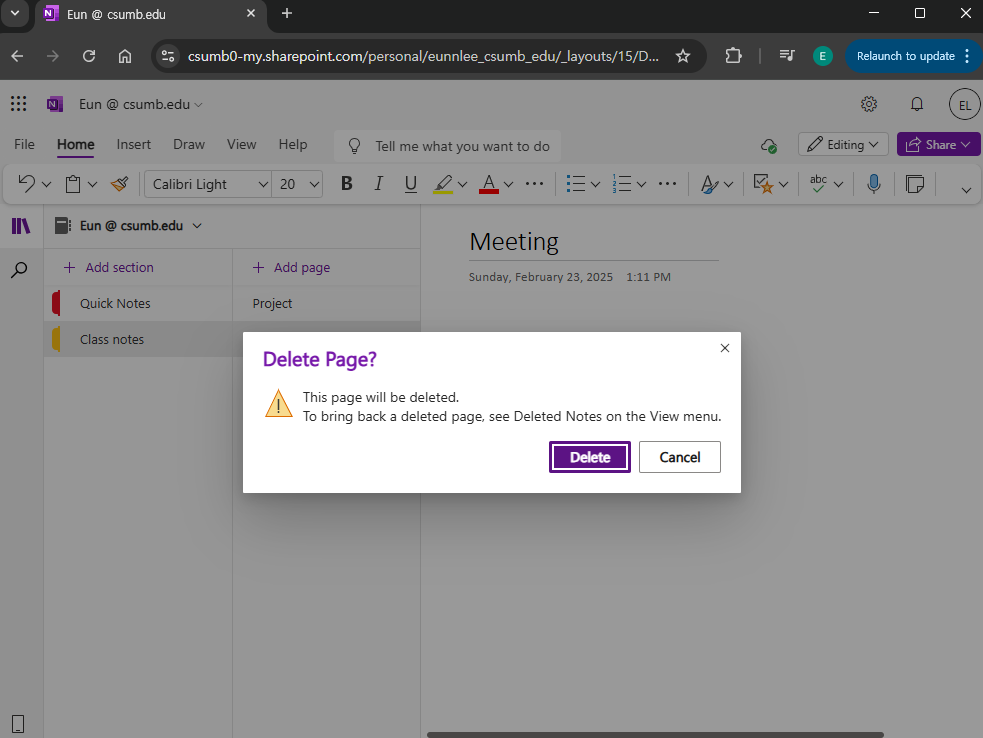 Eun @ csumb.edu
csumb0-my.sharepoint.com/personal/eunnlee_csumb_edu/_layouts/15/D...
E
Relaunch to update
Eun @ csumb.edu
EL
File Home Insert Draw View Help
Tell me what you want to do
Editing
Share
Calibri Light 20
B I U A abc
Eun @ csumb.edu
Add section
Add page
Quick Notes
Project
Class notes
Meeting
Sunday, February 23, 2025 1:11 PM
Delete Page?
This page will be deleted.
To bring back a deleted page, see Deleted Notes on the View menu.
Delete
Cancel